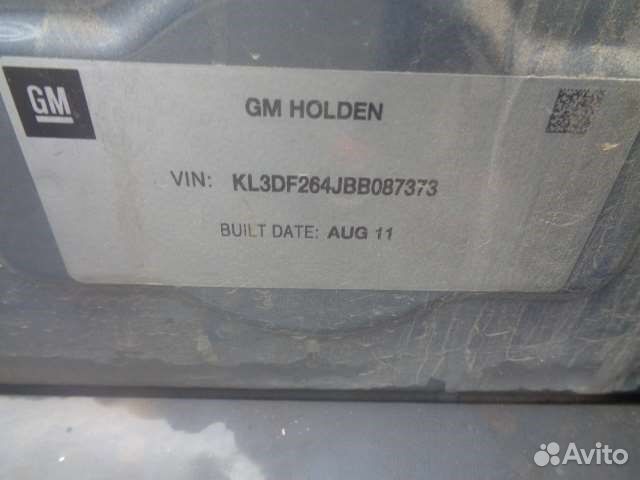 GM
GM HOLDEN
VIN: KL3DF264JBB087373
BUILT DATE: AUG 11
Avito